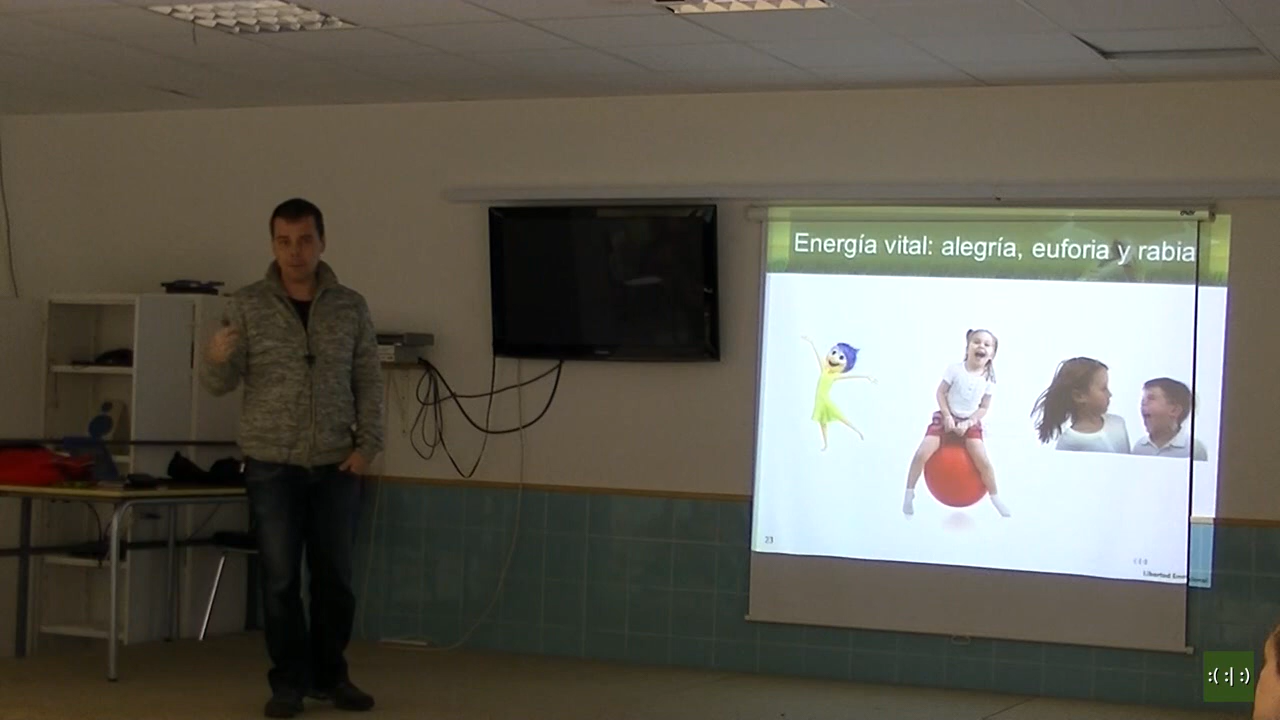 Energía vital: alegría, euforia y rabia
23
Libertad Emocional
:( :| :)